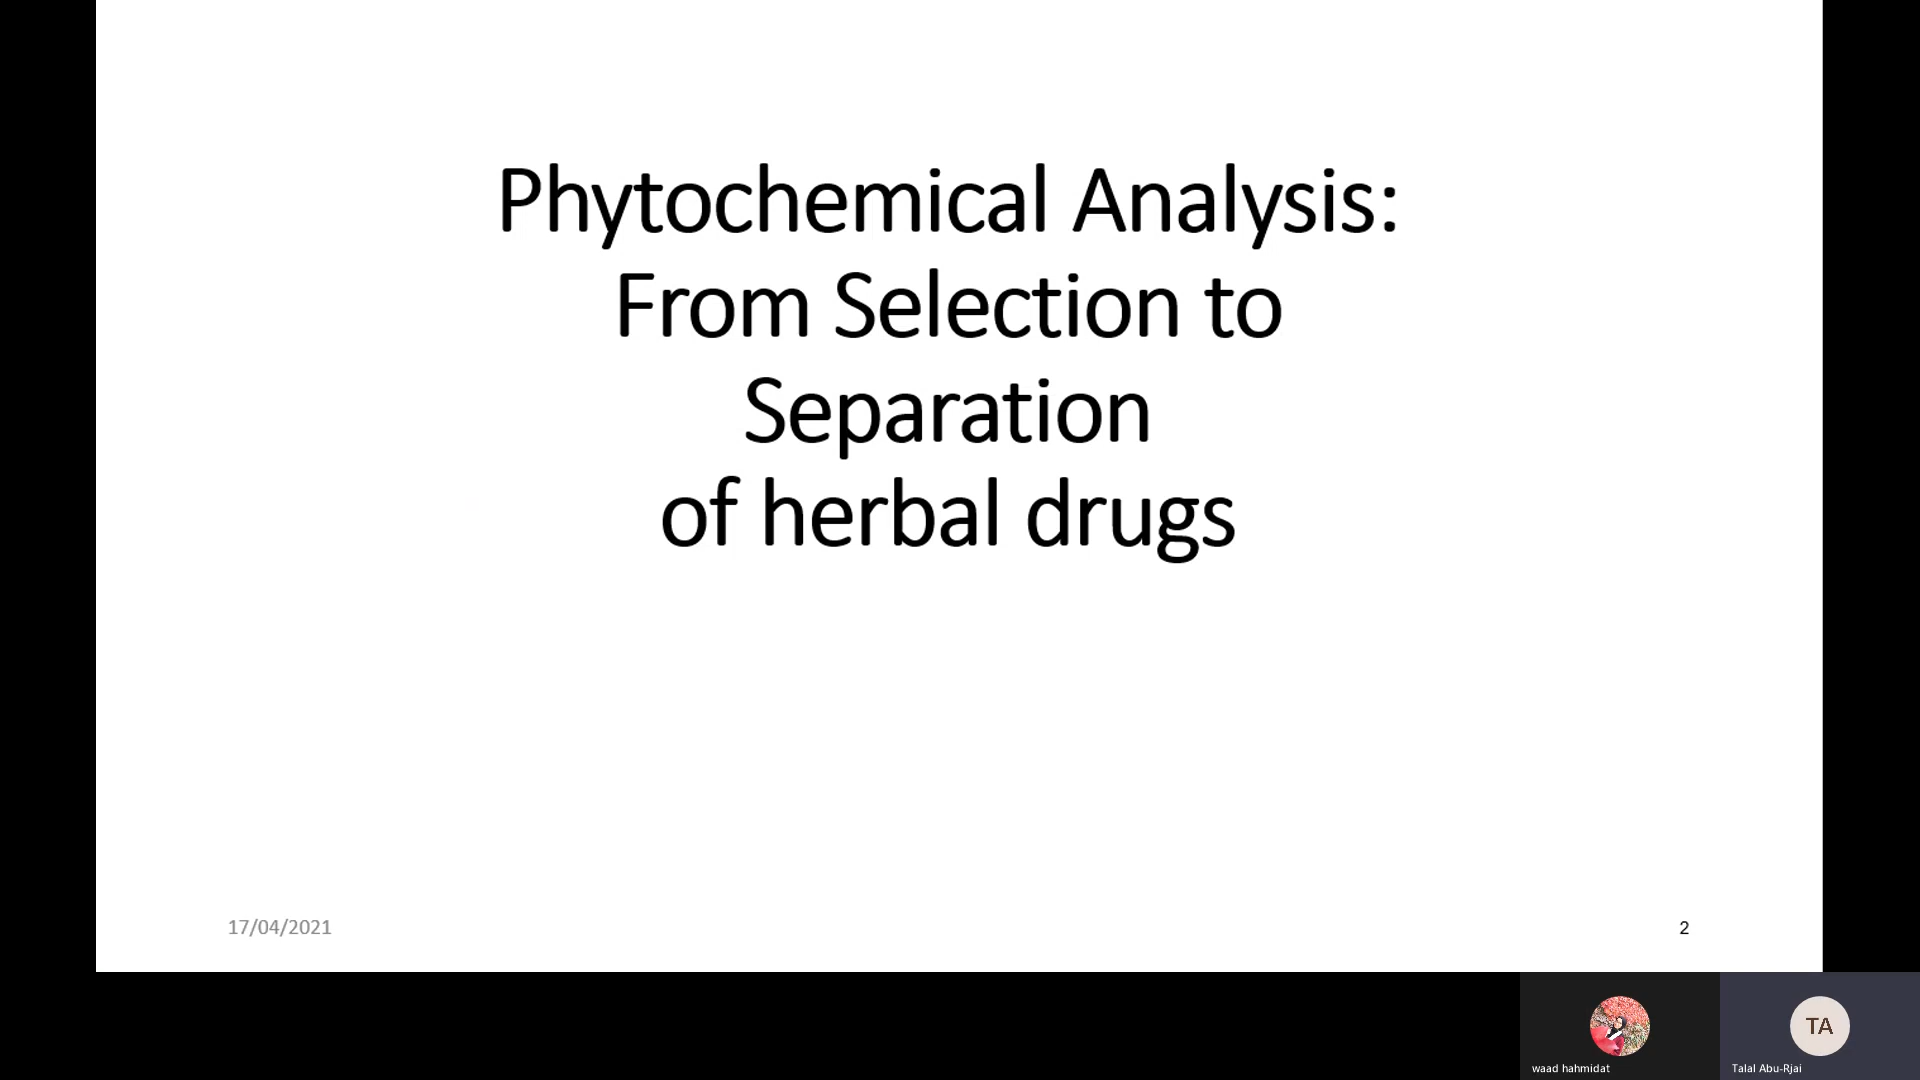 Phytochemical Analysis:
From Selection to
Separation
of herbal drugs
17/04/2021
2
TA
waad hahmidat
Talal Abu-Rjai